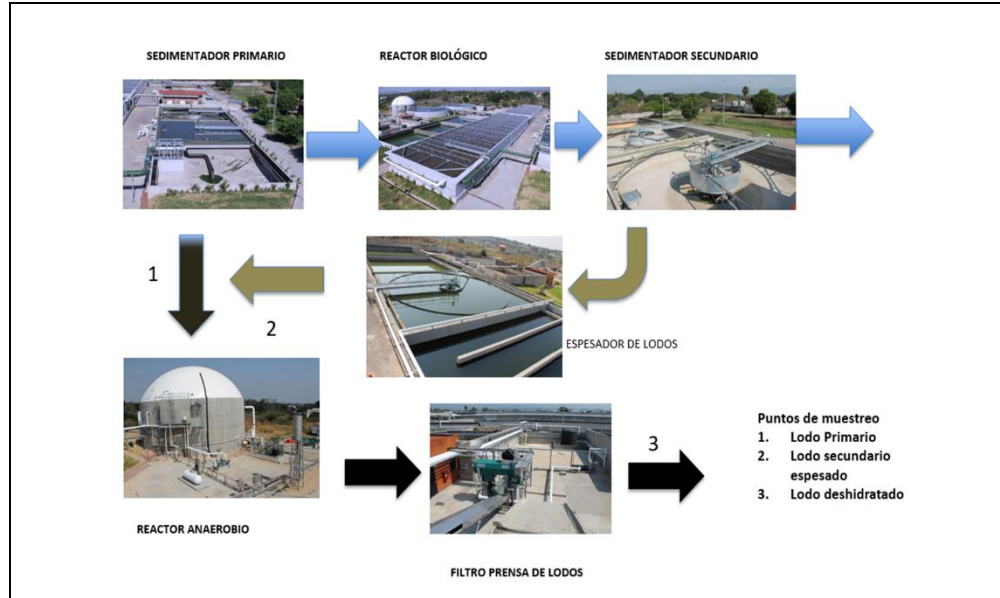 SEDIMENTADOR PRIMARIO
REACTOR BIOLÓGICO
SEDIMENTADOR SECUNDARIO
1
2
ESPESADOR DE LODOS
3
Puntos de muestreo
1. Lodo Primario
2. Lodo secundario
espesado
3. Lodo deshidratado
REACTOR ANAEROBIO
FILTRO PRENSA DE LODOS